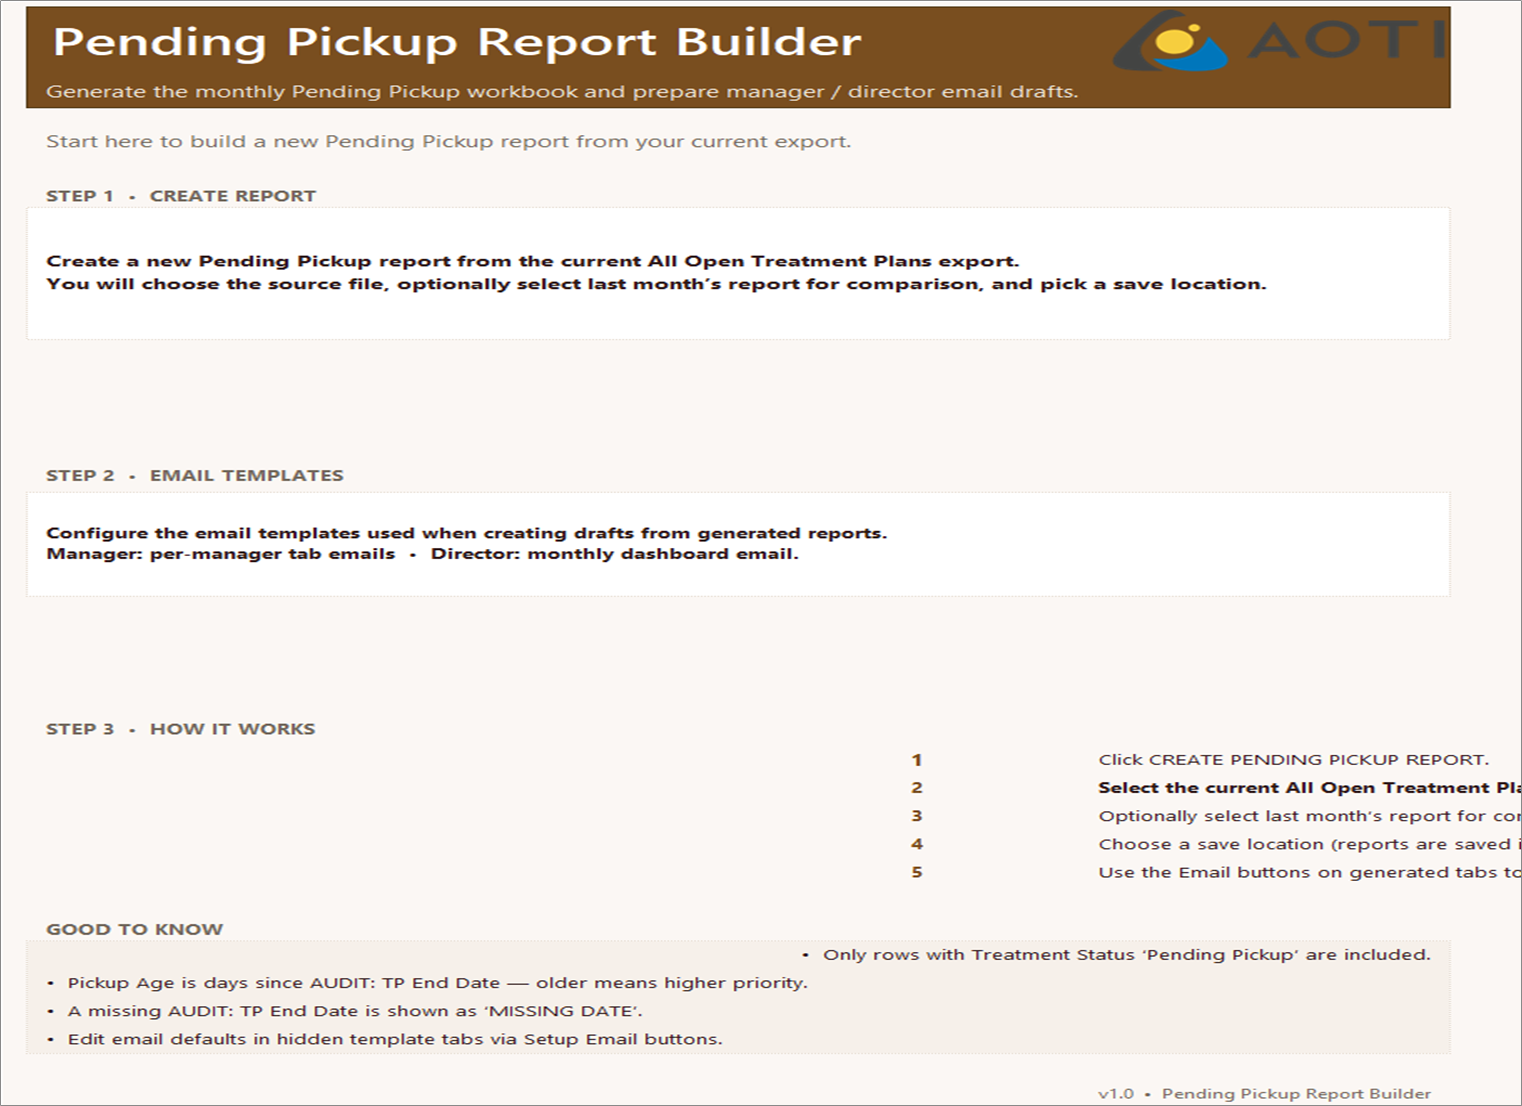 Pending Pickup Report Builder
AOTI
Generate the monthly Pending Pickup workbook and prepare manager / director email drafts.
Start here to build a new Pending Pickup report from your current export.
STEP 1 • CREATE REPORT
Create a new Pending Pickup report from the current All Open Treatment Plans export.
You will choose the source file, optionally select last month’s report for comparison, and pick a save location.
STEP 2 • EMAIL TEMPLATES
Configure the email templates used when creating drafts from generated reports.
Manager: per-manager tab emails • Director: monthly dashboard email.
STEP 3 • HOW IT WORKS
1 Click CREATE PENDING PICKUP REPORT.
2 Select the current All Open Treatment
3 Optionally select last month’s report for
4 Choose a save location (reports are saved
5 Use the Email buttons on generated tabs to
GOOD TO KNOW
• Only rows with Treatment Status ‘Pending Pickup’ are included.
• Pickup Age is days since AUDIT: TP End Date — older means higher priority.
• A missing AUDIT: TP End Date is shown as ‘MISSING DATE’.
• Edit email defaults in hidden template tabs via Setup Email buttons.
v1.0 • Pending Pickup Report Builder